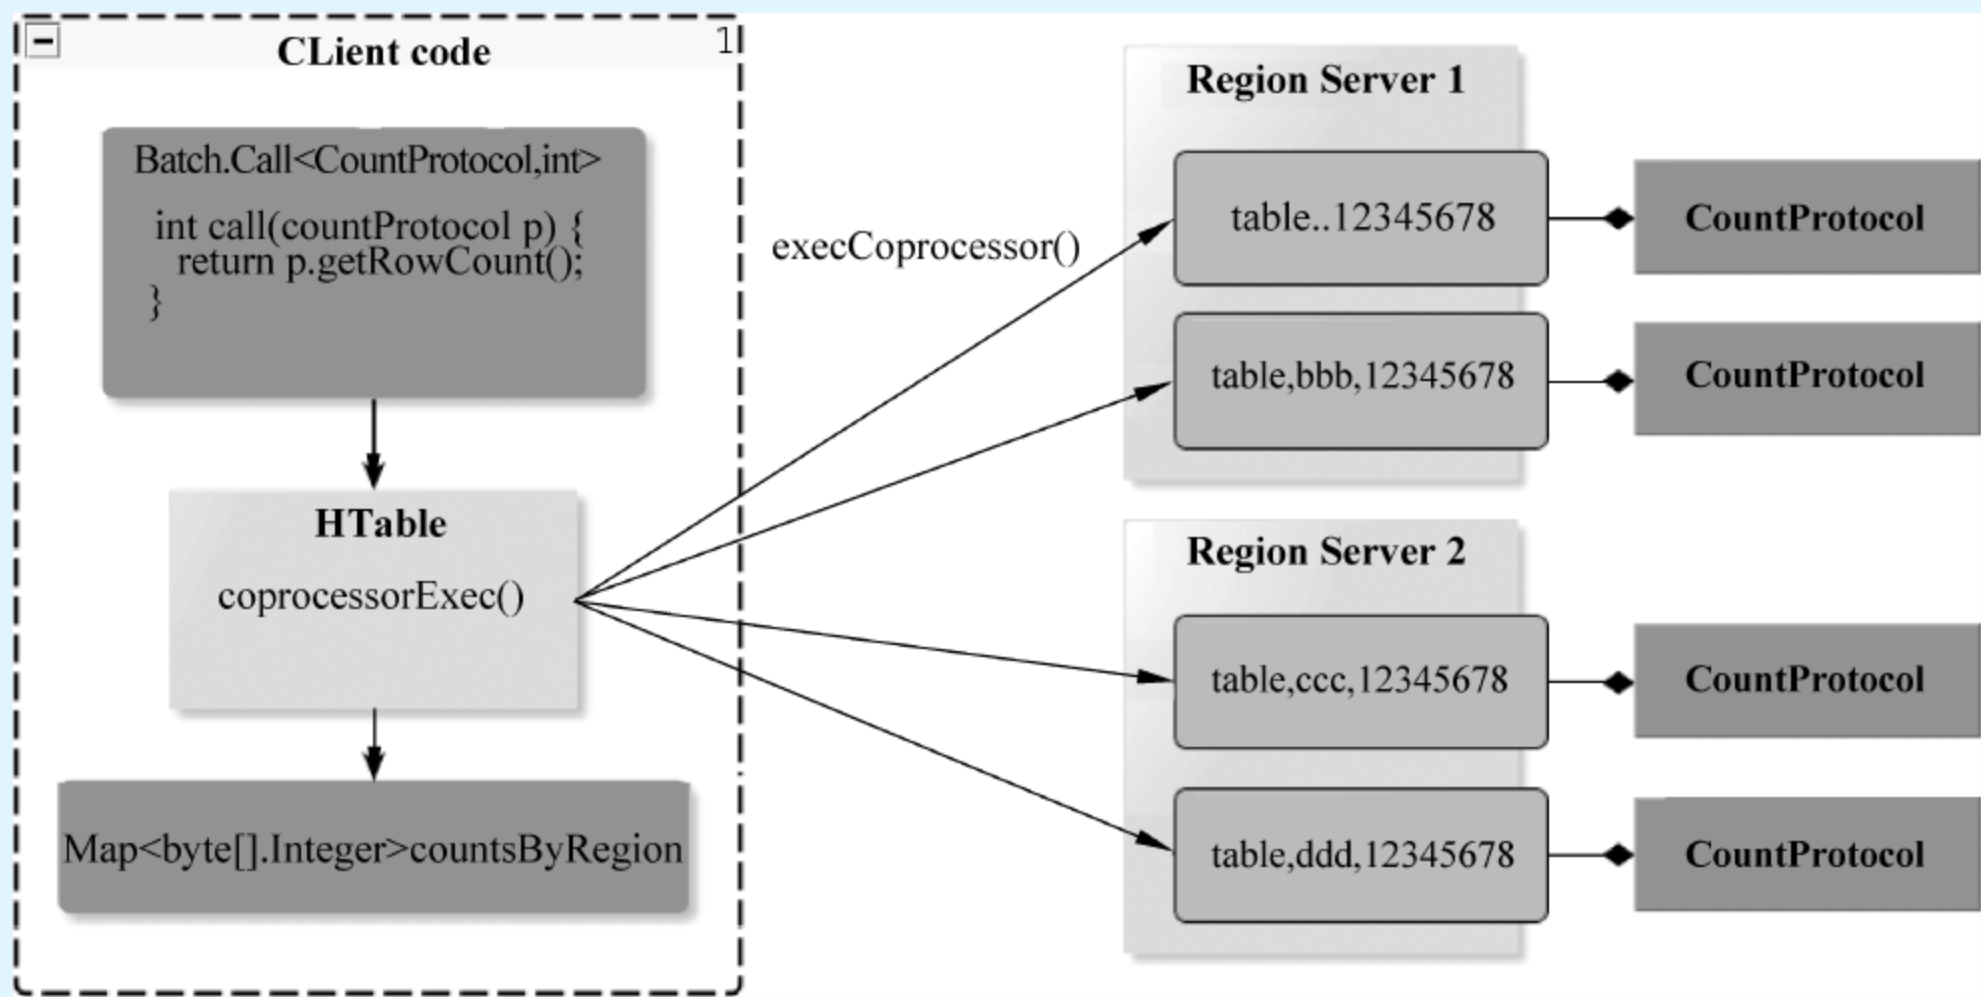 CLient code
1
Batch.Call<CountProtocol,int>
int call(countProtocol p) {
return p.getRowCount();
}
HTable
coprocessorExec()
Map<byte[].Integer>countsByRegion
execCoprocessor()
Region Server 1
table..12345678
CountProtocol
table,bbb,12345678
CountProtocol
Region Server 2
table,ccc,12345678
CountProtocol
table,ddd,12345678
CountProtocol